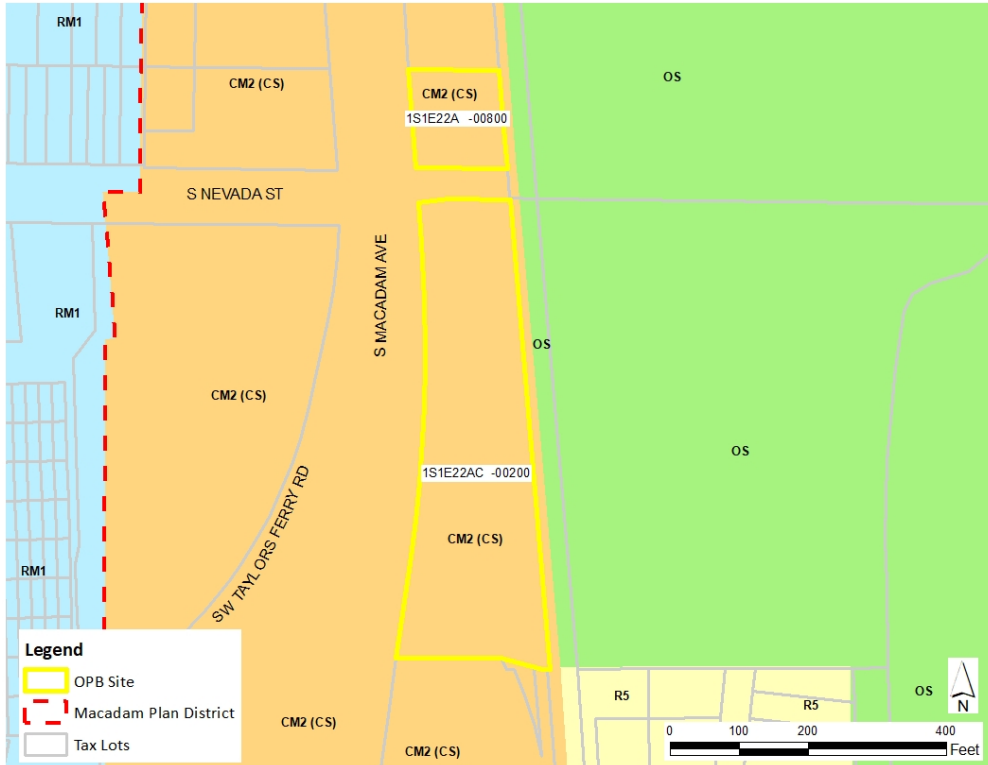 RM1
CM2 (CS)
CM2 (CS)
OS
1S1E22A -00800
S NEVADA ST
S MACADAM AVE
RM1
OS
CM2 (CS)
OS
1S1E22AC -00200
SW TAYLORS FERRY RD
CM2 (CS)
RM1
Legend
OPB Site
Macadam Plan District
Tax Lots
CM2 (CS)
CM2 (CS)
R5
R5
OS
N
0 100 200 400
Feet